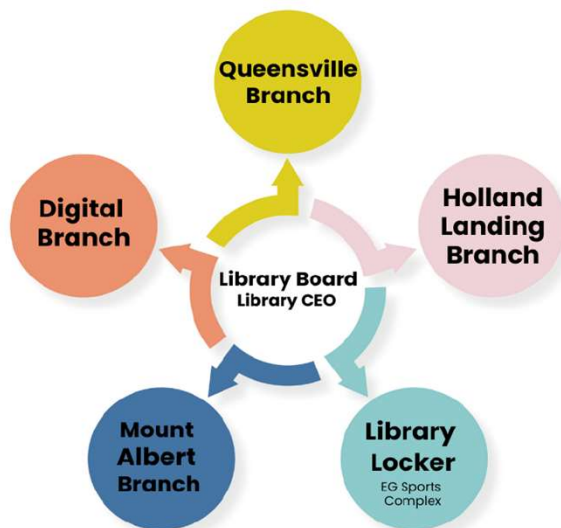 Queensville
Branch
Digital
Branch
Holland
Landing
Branch
Library Board
Library CEO
Mount
Albert
Branch
Library
Locker
EG Sports
Complex